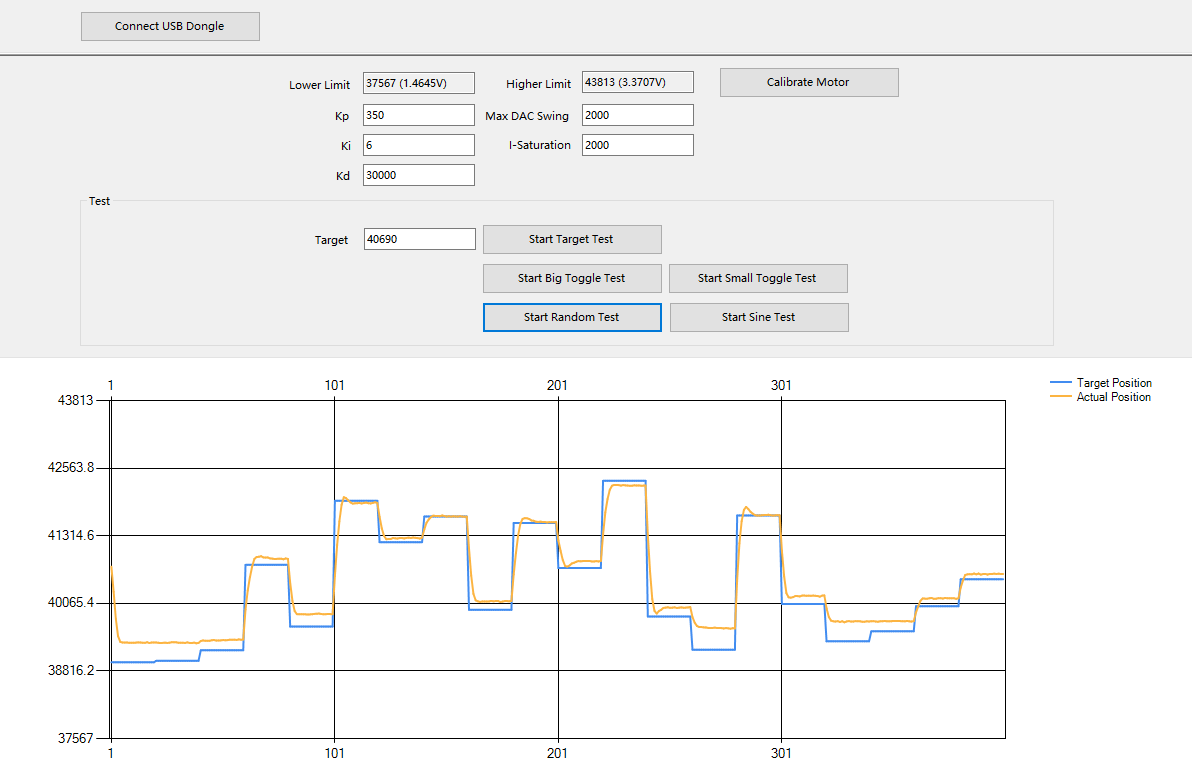 Connect USB Dongle
Lower Limit 37567 (1.4645V) Higher Limit 43813 (3.3707V) Calibrate Motor
Kp 350 Max DAC Swing 2000
Ki 6 I-Saturation 2000
Kd 30000
Test
Target 40690 Start Target Test
Start Big Toggle Test Start Small Toggle Test
Start Random Test Start Sine Test
1 101 201 301
Target Position
Actual Position
43813
42563.8
41314.6
40065.4
38816.2
37567
1 101 201 301